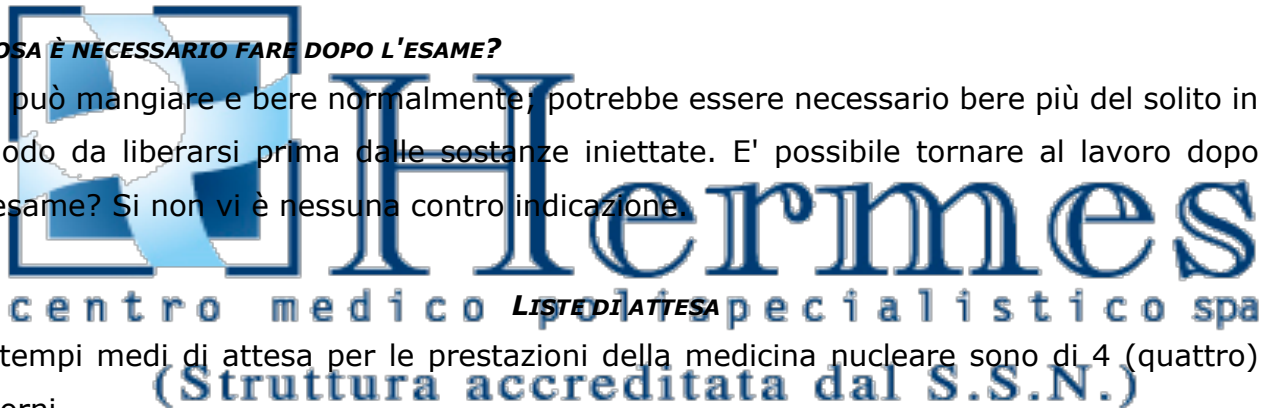 OSA È NECESSARIO FARE DOPO L'ESAME?
può mangiare e bere normalmente; potrebbe essere necessario bere più del solito in
odo da liberarsi prima dalle sostanze iniettate. E' possibile tornare al lavoro dopo
esame? Si non vi è nessuna contro indicazione.
Hermes
centro medico polispecialistico spa
LISTE DI ATTESA
tempi medi di attesa per le prestazioni della medicina nucleare sono di 4 (quattro)
(Struttura accreditata dal S.S.N.)
orni